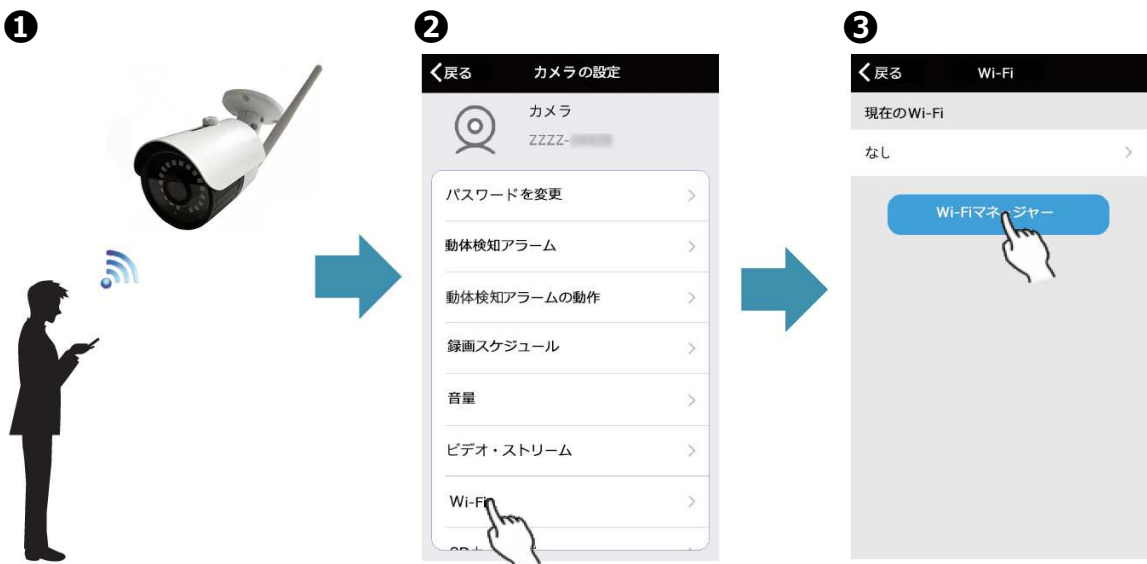 ❶
❷
戻る カメラの設定
カメラ
ZZZZ-
パスワードを変更
動体検知アラーム
動体検知アラームの動作
録画スケジュール
音量
ビデオ・ストリーム
Wi-Fi
❸
戻る Wi-Fi
現在のWi-Fi
なし
Wi-Fiマネージャー